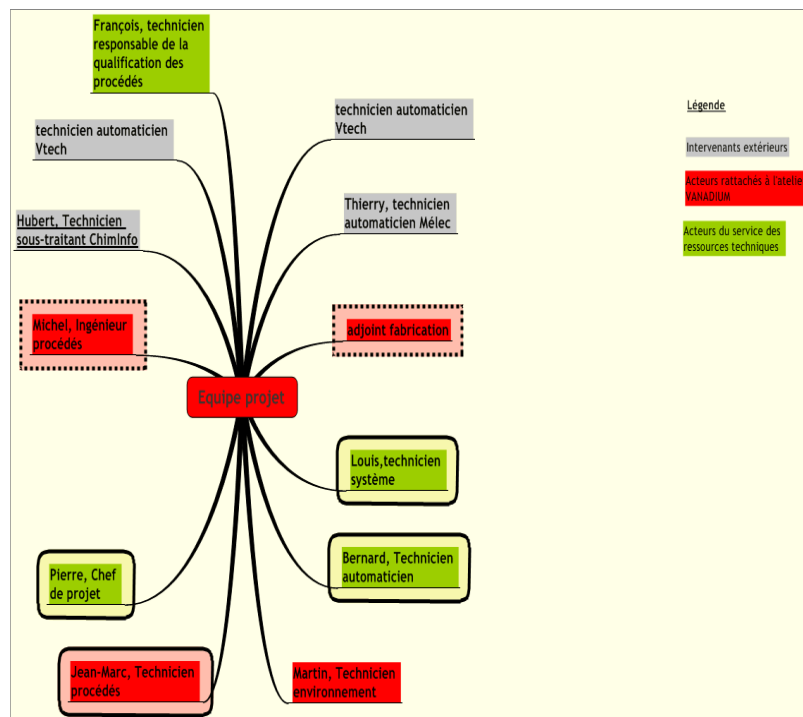 François, technicien
responsable de la
qualification des
procédés
technicien automaticien
Vtech
technicien automaticien
Vtech
Hubert, Technicien
sous-traitant ChimInfo
Thierry, technicien
automaticien Mélec
Michel, Ingénieur
procédés
adjoint fabrication
Equipe projet
Louis,technicien
système
Bernard, Technicien
automaticien
Pierre, Chef
de projet
Jean-Marc, Technicien
procédés
Martin, Technicien
environnement
Légende
Intervenants extérieurs
Acteurs rattachés à l'atelie
VANADIUM
Acteurs du service des
ressources techniques